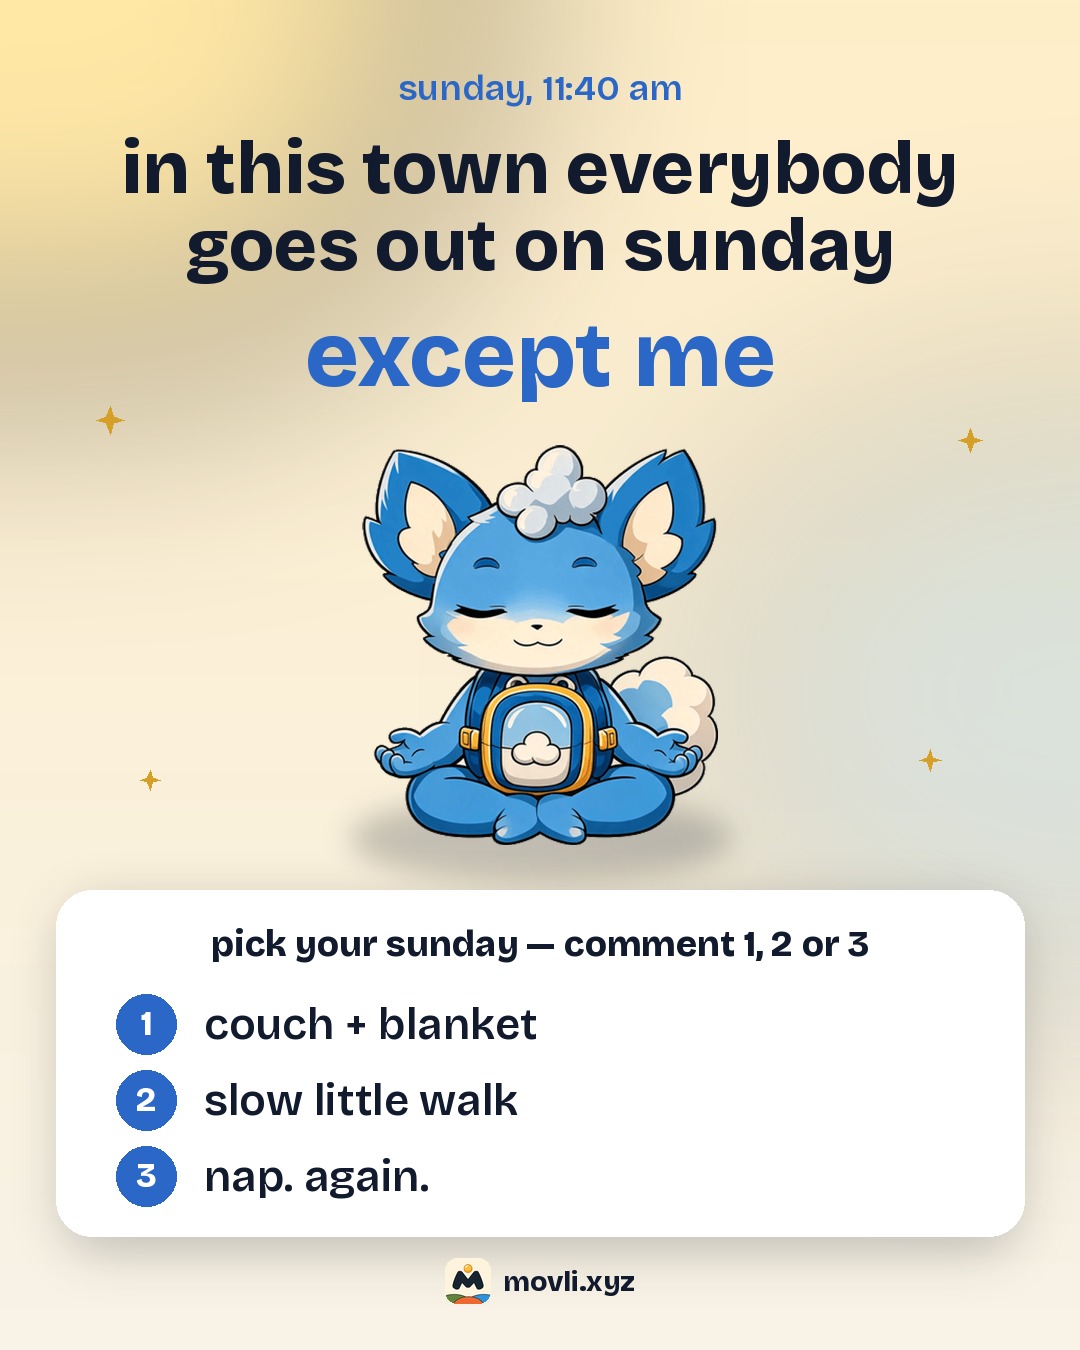 sunday, 11:40 am
in this town everybody
goes out on sunday
except me
pick your sunday — comment 1, 2 or 3
1 couch + blanket
2 slow little walk
3 nap. again.
movli.xyz